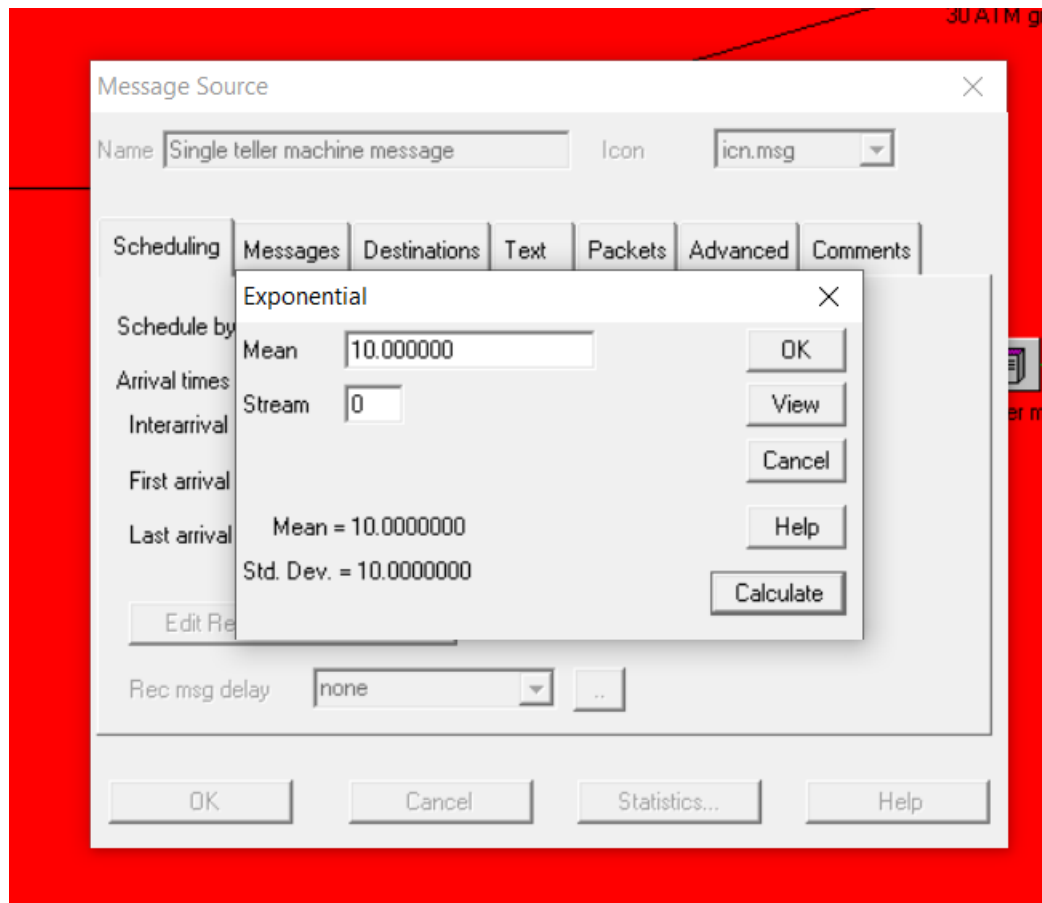 30 ATM
Message Source
Name Single teller machine message Icon icn.msg
Scheduling Messages Destinations Text Packets Advanced Comments
Exponential
Schedule by
Mean 10.000000 OK
Arrival times
Stream 0 View
Interarrival
Cancel
First arrival
Mean = 10.0000000 Help
Last arrival
Std. Dev. = 10.0000000
Calculate
Edit Re
Rec msg delay none ..
OK Cancel Statistics... Help